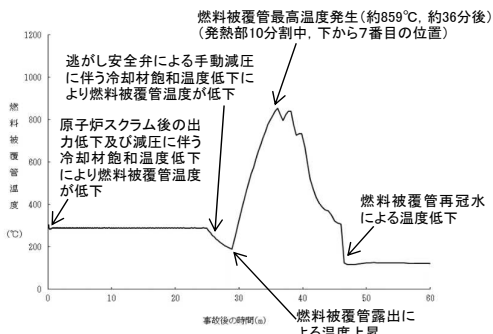 燃料被覆管最高温度発生(約859℃, 約36分後)
(発熱部10分割中, 下から7番目の位置)
逃がし安全弁による手動減圧
に伴う冷却材飽和温度低下に
より燃料被覆管温度が低下
原子炉スクラム後の出
力低下及び減圧に伴う
冷却材飽和温度低下に
より燃料被覆管温度
が低下
燃料被覆管再冠水
による温度低下
燃料被覆管露出に
よる温度上昇
燃料被覆管温度
(℃)
1200
1000
800
600
400
200
0
0 10 20 30 40 50 60
事故後の時間(m)